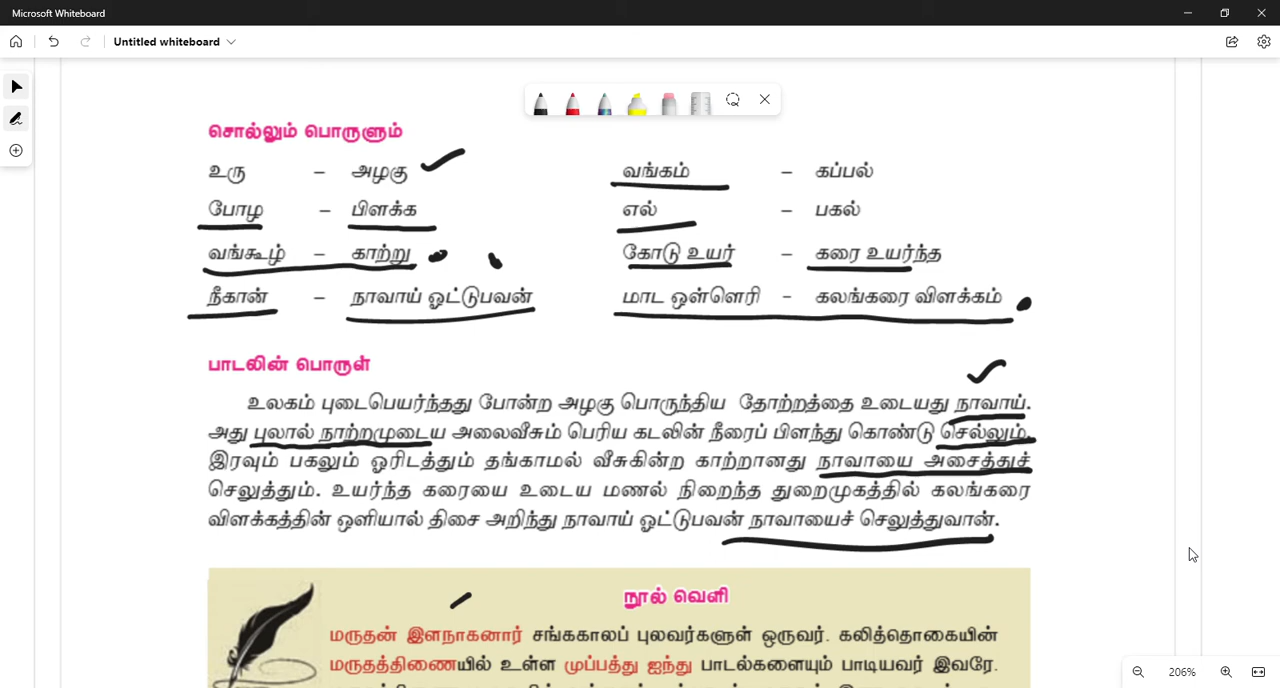 Microsoft Whiteboard
Untitled whiteboard
சொல்லும் பொருளும்
உரு – அழகு வங்கம் – கப்பல்
போழ – பிளக்க எல் – பகல்
வங்கூழ் – காற்று கோடு உயர் – கரை உயர்ந்த
நீகான் – நாவாய் ஓட்டுபவன் மாட ஒள்ளெரி – கலங்கரை விளக்கம்
பாடலின் பொருள்
உலகம் புடைபெயர்ந்தது போன்ற அழகு பொருந்திய தோற்றத்தை உடையது நாவாய்.
அது புலால் நாற்றமுடைய அலைவீசும் பெரிய கடலின் நீரைப் பிளந்து கொண்டு செல்லும்.
இரவும் பகலும் ஓரிடத்தும் தங்காமல் வீசுகின்ற காற்றானது நாவாயை அசைத்துச்
செலுத்தும். உயர்ந்த கரையை உடைய மணல் நிறைந்த துறைமுகத்தில் கலங்கரை
விளக்கத்தின் ஒளியால் திசை அறிந்து நாவாய் ஓட்டுபவன் நாவாயைச் செலுத்துவான்.
நூல் வெளி
மருதன் இளநாகனார் சங்ககாலப் புலவர்களுள் ஒருவர். கலித்தொகையின்
மருதத்திணையில் உள்ள முப்பத்து ஐந்து பாடல்களையும் பாடியவர் இவரே.
206%